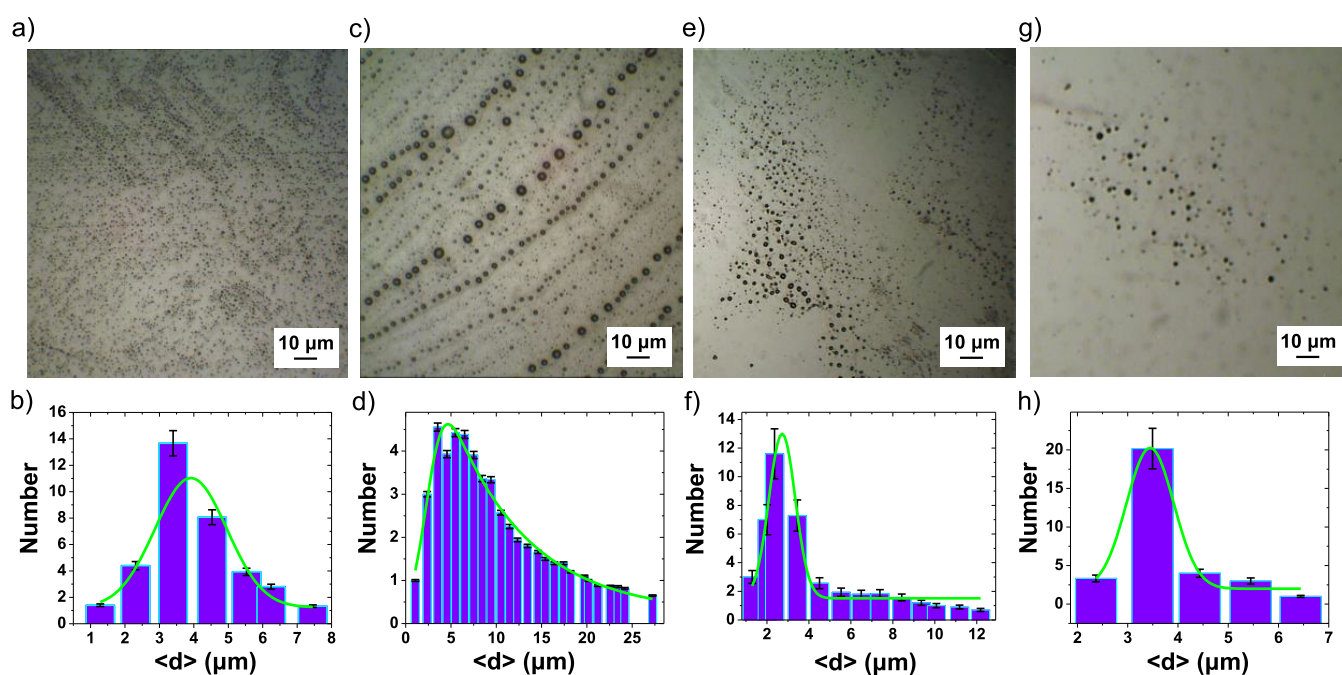 a)
c)
e)
g)
10 µm
10 µm
10 µm
10 µm
b)
d)
f)
h)
Number
16
14
12
10
8
6
4
2
0
1 2 3 4 5 6 7 8
<d> (µm)
Number
4
3
2
1
0
0 5 10 15 20 25
<d> (µm)
Number
14
12
10
8
6
4
2
0
2 4 6 8 10 12
<d> (µm)
Number
20
15
10
5
0
2 3 4 5 6 7
<d> (µm)